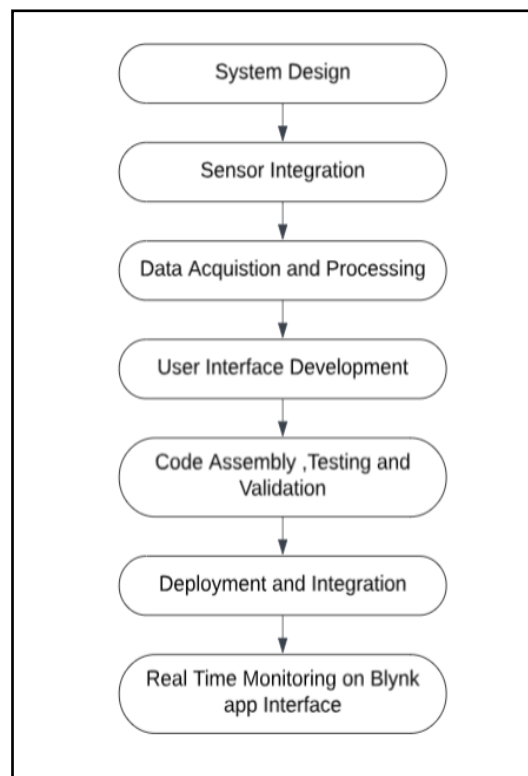 System Design
Sensor Integration
Data Acquistion and Processing
User Interface Development
Code Assembly ,Testing and
Validation
Deployment and Integration
Real Time Monitoring on Blynk
app Interface